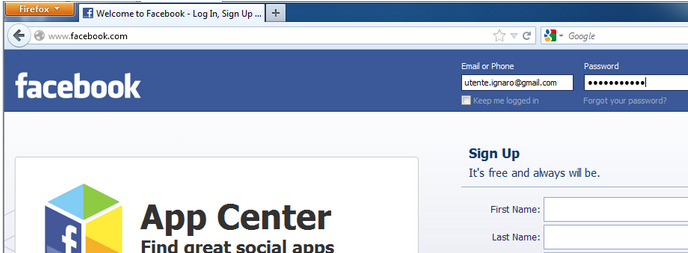 Firefox
Welcome to Facebook - Log In, Sign Up ...
www.facebook.com
Google
facebook
Email or Phone
Password
utente.ignaro@gmail.com
•••••••••••
Keep me logged in
Forgot your password?
Sign Up
It's free and always will be.
First Name:
Last Name:
App Center
Find great social apps